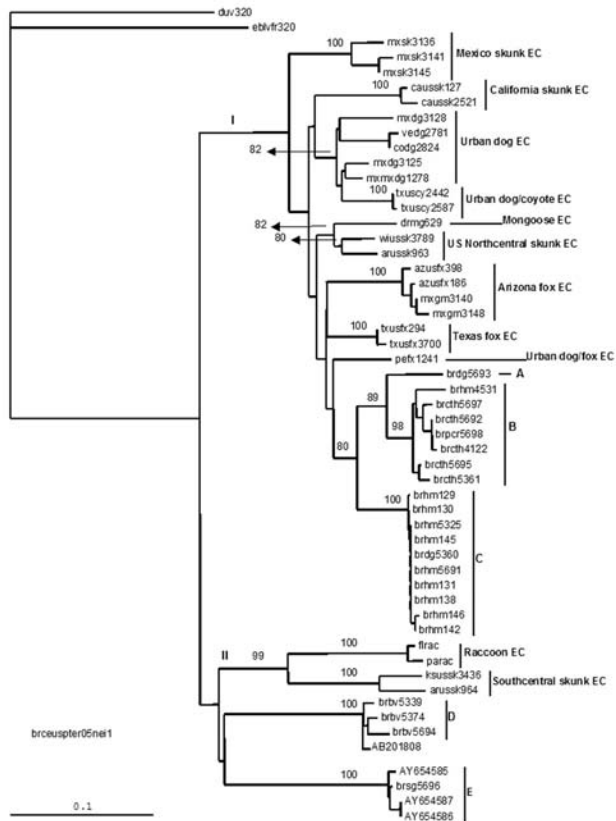 duv320
eblvfr320
100 mxsk3136
mxsk3141 Mexico skunk EC
mxsk3145
100 caussk127 California skunk EC
caussk2521
I
mxdg3128
vedg2781
82 codg2824 Urban dog EC
mxdg3125
mxmxdg1278
100 txuscy2442 Urban dog/coyote EC
txuscy2587
82 drmg629 Mongoose EC
80 wiussk3789 US Northcentral skunk EC
arussk963
100 azusfx398
azusfx186 Arizona fox EC
mxgm3140
mxgm3148
100 txusfx294 Texas fox EC
txusfx3700
pefx1241 Urban dog/fox EC
brdg5693 A
89 brhm4531
brcth5697
98 brcth5692 B
brpcr5698
80 brcth4122
brcth5695
brcth5361
100 brhm129
brhm130
brhm5325
brhm145
brdg5360 C
brhm5691
brhm131
brhm138
brhm146
brhm142
II 99 100 flrac Raccoon EC
parac
100 ksussk3436 Southcentral skunk EC
arussk964
100 brbv5339
brbv5374 D
brbv5694
brceuspter05nei1 AB201808
100 AY654585
brsg5696 E
AY654587
AY654586
0.1